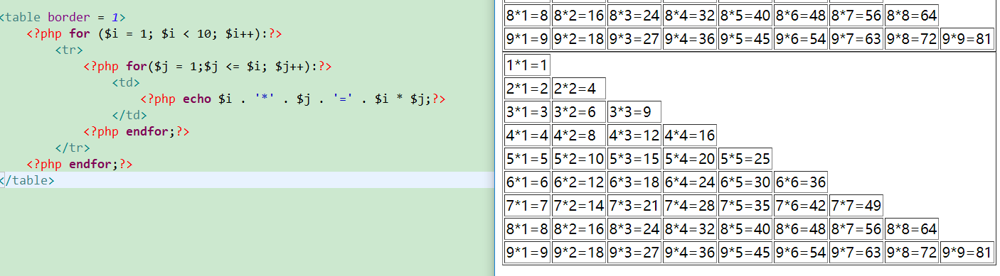 <table border = 1>
<?php for ($i = 1; $i < 10; $i++):?>
<tr>
<?php for($j = 1;$j <= $i; $j++):?>
<td>
<?php echo $i . '*' . $j . '=' . $i * $j;?>
</td>
<?php endfor;?>
</tr>
<?php endfor;?>
</table>
8*1=8 8*2=16 8*3=24 8*4=32 8*5=40 8*6=48 8*7=56 8*8=64
9*1=9 9*2=18 9*3=27 9*4=36 9*5=45 9*6=54 9*7=63 9*8=72 9*9=81
1*1=1
2*1=2 2*2=4
3*1=3 3*2=6 3*3=9
4*1=4 4*2=8 4*3=12 4*4=16
5*1=5 5*2=10 5*3=15 5*4=20 5*5=25
6*1=6 6*2=12 6*3=18 6*4=24 6*5=30 6*6=36
7*1=7 7*2=14 7*3=21 7*4=28 7*5=35 7*6=42 7*7=49
8*1=8 8*2=16 8*3=24 8*4=32 8*5=40 8*6=48 8*7=56 8*8=64
9*1=9 9*2=18 9*3=27 9*4=36 9*5=45 9*6=54 9*7=63 9*8=72 9*9=81